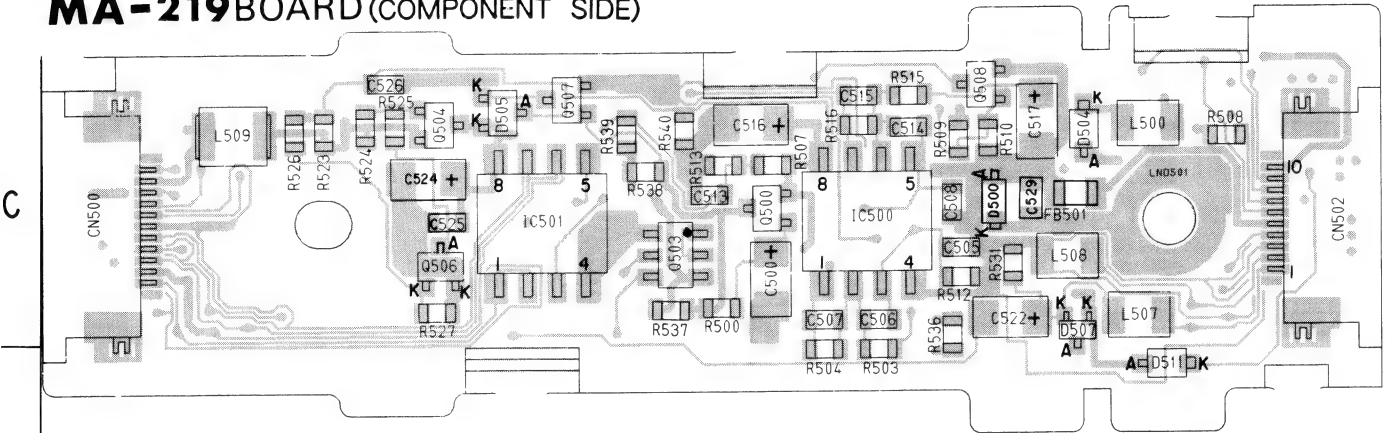 MA-219 BOARD (COMPONENT SIDE)
C
CN500
L509
R526
R523
R524
C526
R525
Q504
K
K
D505
A
Q507
R539
R540
C516 +
R516
C515
R515
C514
R509
Q508
R510
C517 +
K
D504
A
L500
R508
C524 +
C525
A
Q506
K
K
R527
8
5
IC501
1
4
R538
R513
C513
R507
Q500
Q503
C500 +
R537
R500
8
5
IC500
1
4
C508
A
D500
K
C529
FB501
LND501
10
CN502
1
C505
R512
R531
L508
C507
C506
R504
R503
R536
C522 +
K
K
D507
A
L507
A
D511
K